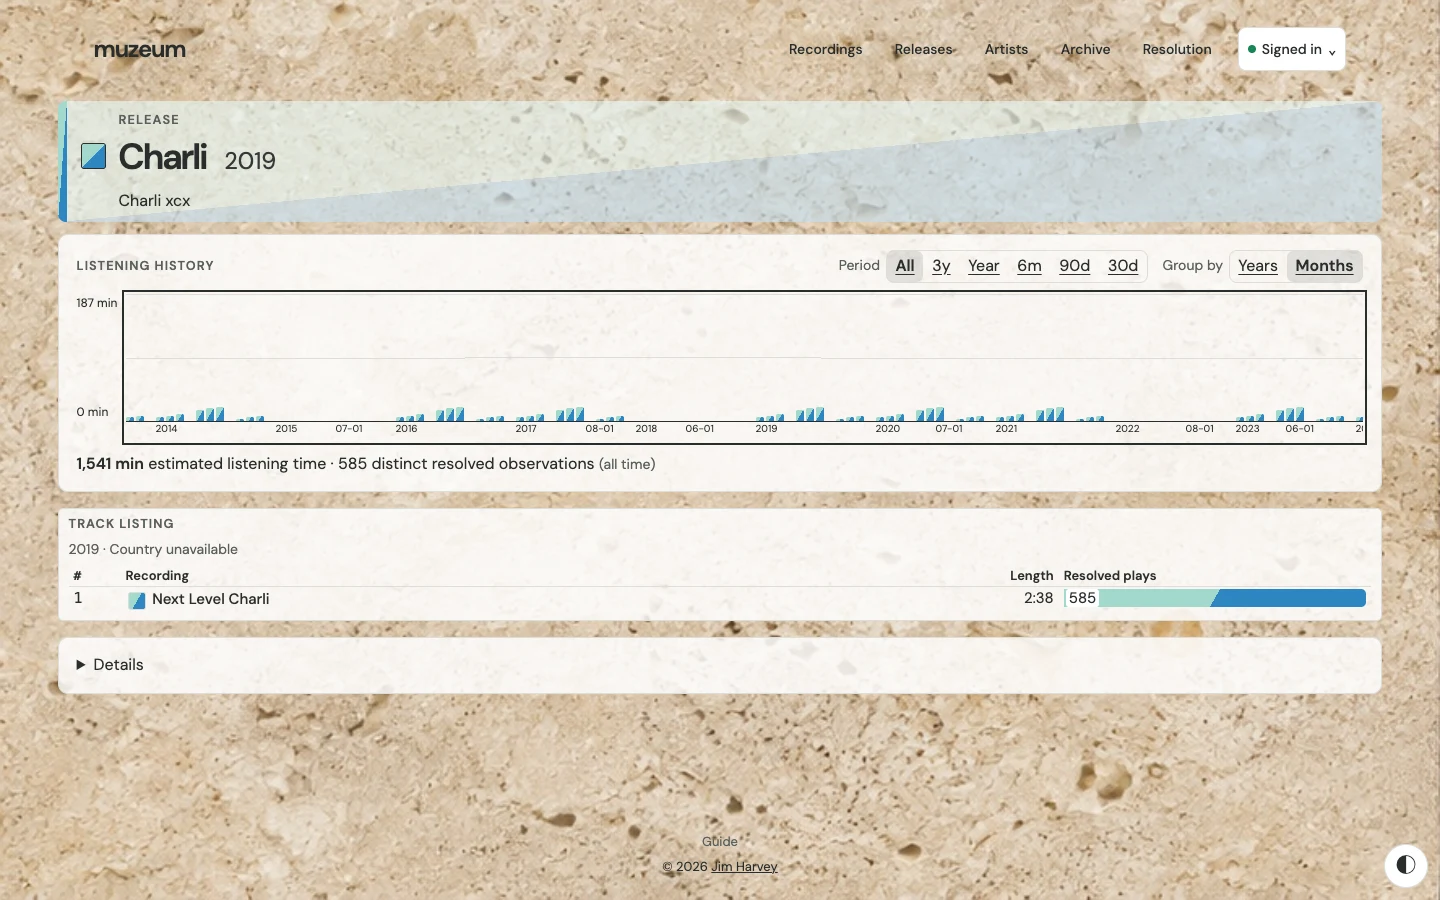 muzeum
Recordings Releases Artists Archive Resolution Signed in
RELEASE
Charli 2019
Charli xcx
LISTENING HISTORY
Period All 3y Year 6m 90d 30d Group by Years Months
187 min
0 min
2014 2015 07-01 2016 2017 08-01 2018 06-01 2019 2020 07-01 2021 2022 08-01 2023 06-01
1,541 min estimated listening time · 585 distinct resolved observations (all time)
TRACK LISTING
2019 · Country unavailable
# Recording Length Resolved plays
1 Next Level Charli 2:38 585
Details
Guide
© 2026 Jim Harvey